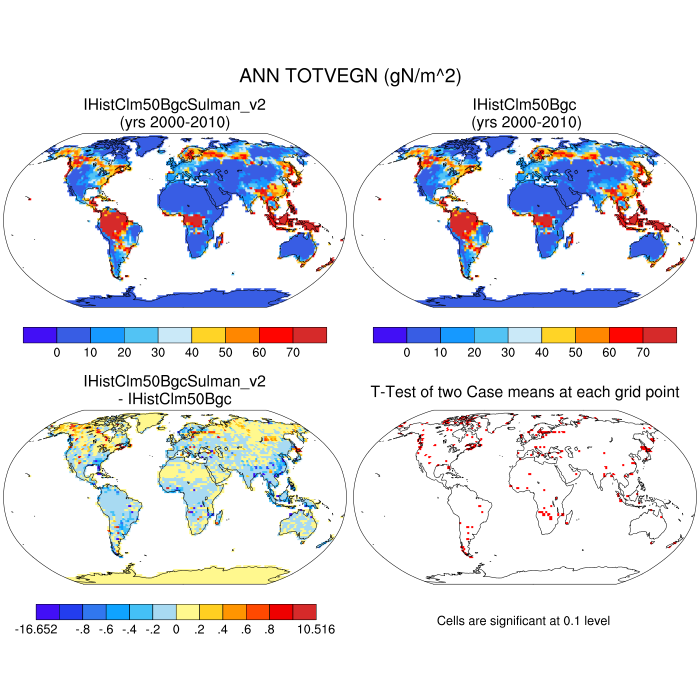 ANN TOTVEGN (gN/m^2)
IHistClm50BgcSulman_v2
(yrs 2000-2010)
IHistClm50Bgc
(yrs 2000-2010)
0 10 20 30 40 50 60 70
0 10 20 30 40 50 60 70
IHistClm50BgcSulman_v2
- IHistClm50Bgc
T-Test of two Case means at each grid point
-16.652 -.8 -.6 -.4 -.2 0 .2 .4 .6 .8 10.516
Cells are significant at 0.1 level